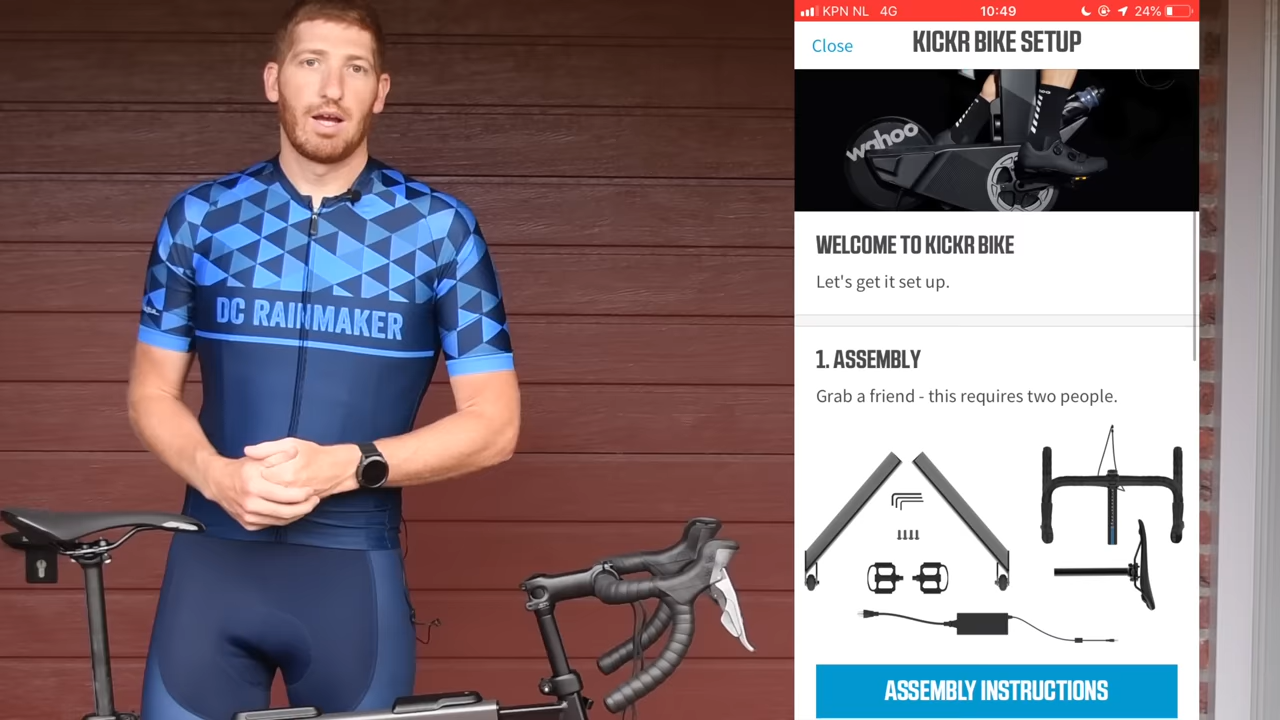 DC RAINMAKER
KPN NL 4G 10:49 24%
Close KICKR BIKE SETUP
wahoo
WELCOME TO KICKR BIKE
Let's get it set up.
1. ASSEMBLY
Grab a friend - this requires two people.
ASSEMBLY INSTRUCTIONS